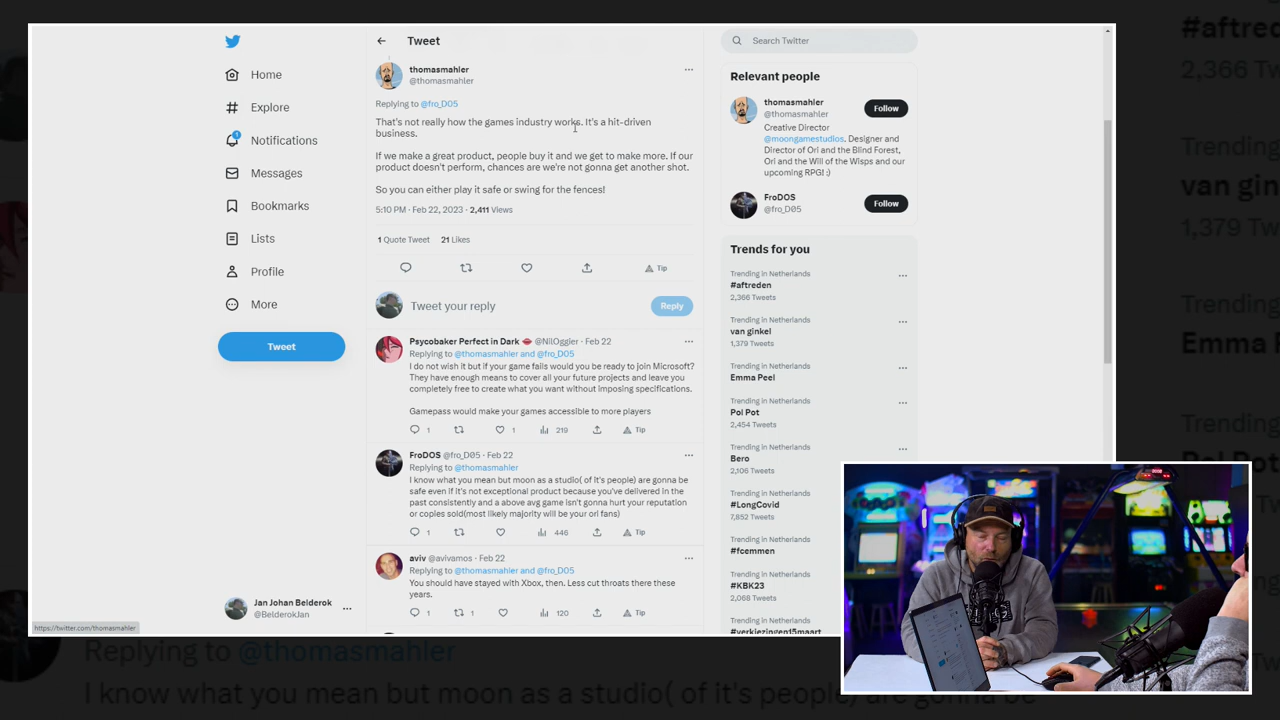 Tweet
Search Twitter
Home
Explore
1
Notifications
Messages
Bookmarks
Lists
Profile
More
Tweet
Jan Johan Belderok
@BelderokJan
https://twitter.com/thomasmahler
thomasmahler
@thomasmahler
Replying to @fro_D05
That's not really how the games industry works. It's a hit-driven
business.
If we make a great product, people buy it and we get to make more. If our
product doesn't perform, chances are we're not gonna get another shot.
So you can either play it safe or swing for the fences!
5:10 PM · Feb 22, 2023 · 2,411 Views
1 Quote Tweet 21 Likes
Tip
Tweet your reply
Reply
Psycobaker Perfect in Dark @NilOggier · Feb 22
Replying to @thomasmahler and @fro_D05
I do not wish it but if your game fails would you be ready to join Microsoft?
They have enough means to cover all your future projects and leave you
completely free to create what you want without imposing specifications.
Gamepass would make your games accessible to more players
1 1 219 Tip
FroDOS @fro_D05 · Feb 22
Replying to @thomasmahler
I know what you mean but moon as a studio( of it's people) are gonna be
safe even if it's not exceptional product because you've delivered in the
past consistently and a above avg game isn't gonna hurt your reputation
or copies sold(most likely majority will be your ori fans)
1 446 Tip
aviv @avivamos · Feb 22
Replying to @thomasmahler and @fro_D05
You should have stayed with Xbox, then. Less cut throats there these
years.
1 1 120 Tip
Relevant people
thomasmahler
@thomasmahler
Follow
Creative Director
@moongamestudios. Designer and
Director of Ori and the Blind Forest,
Ori and the Will of the Wisps and our
upcoming RPG! ;)
FroDOS
@fro_D05
Follow
Trends for you
Trending in Netherlands
#aftreden
2,366 Tweets
Trending in Netherlands
van ginkel
1,379 Tweets
Trending in Netherlands
Emma Peel
Trending in Netherlands
Pol Pot
2,454 Tweets
Trending in Netherlands
Bero
2,106 Tweets
Trending in Netherlands
#LongCovid
7,852 Tweets
Trending in Netherlands
#fcemmen
Trending in Netherlands
#KBK23
2,068 Tweets
Trending in Netherlands
#verkiezingen15maart
#aftred
2,366 Tw
Trending
van gin
1,379 Tw
Trending
Emma
Trending
Replying to @thomasmahler
I know what you mean but moon as a studio( of it's people) are gonna be